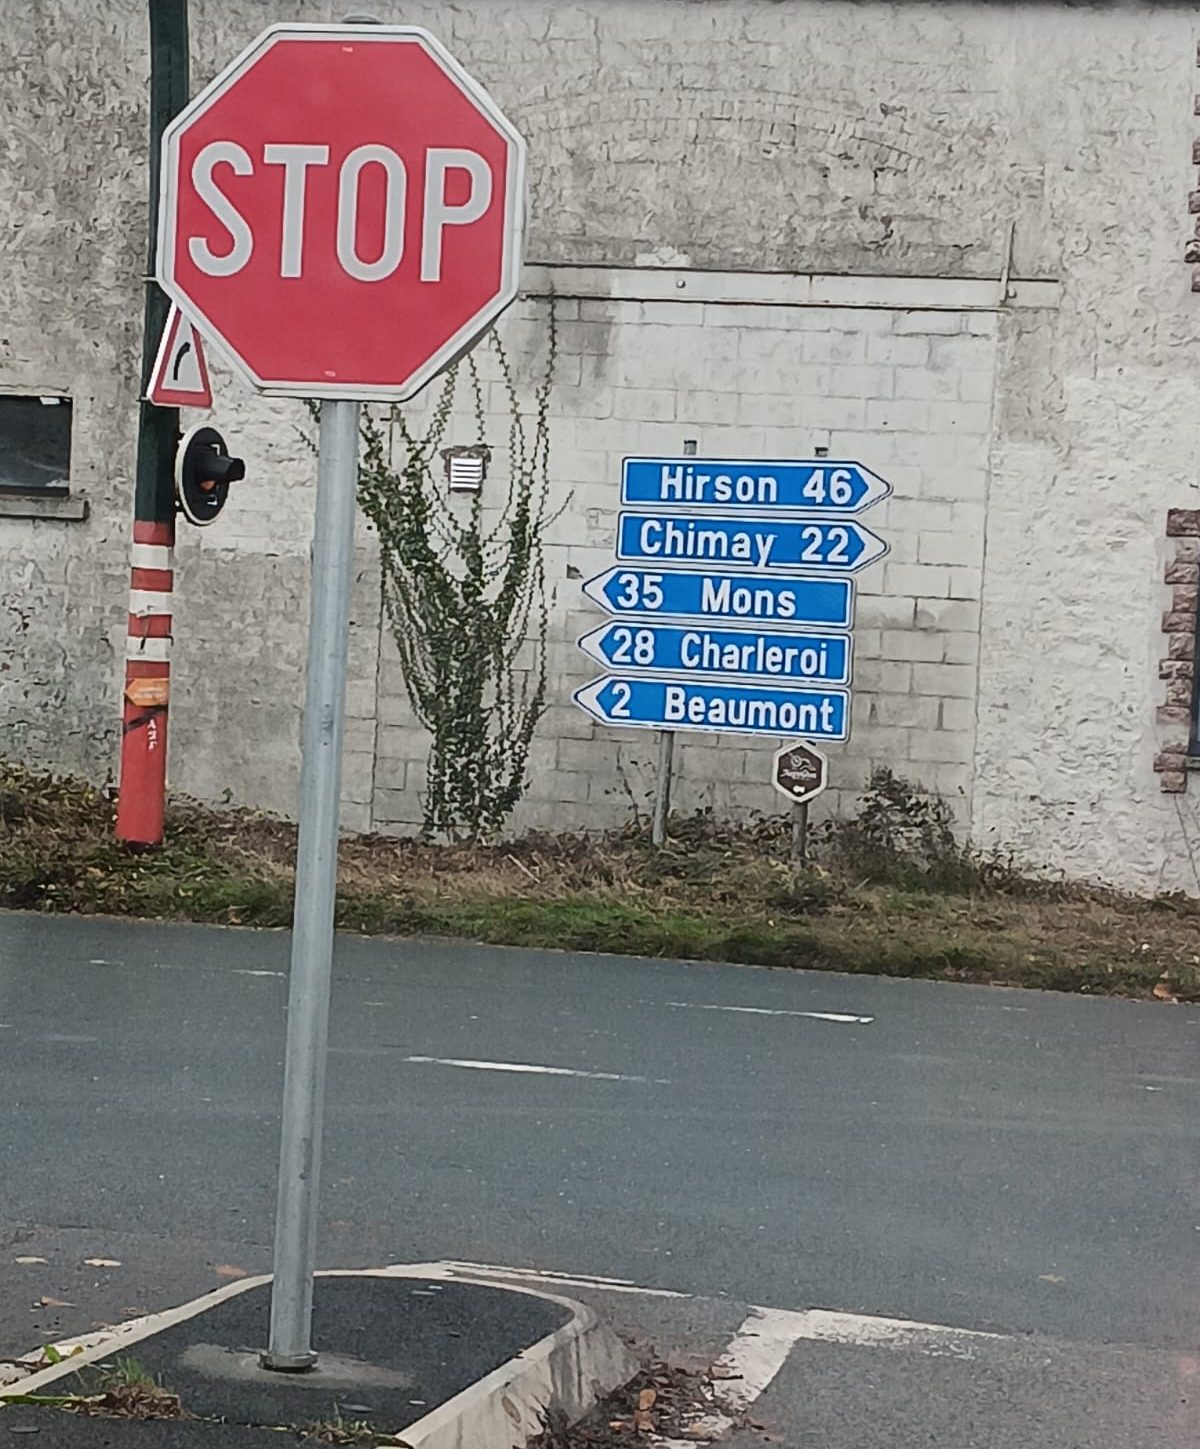 STOP
Hirson 46
Chimay 22
35 Mons
28 Charleroi
2 Beaumont